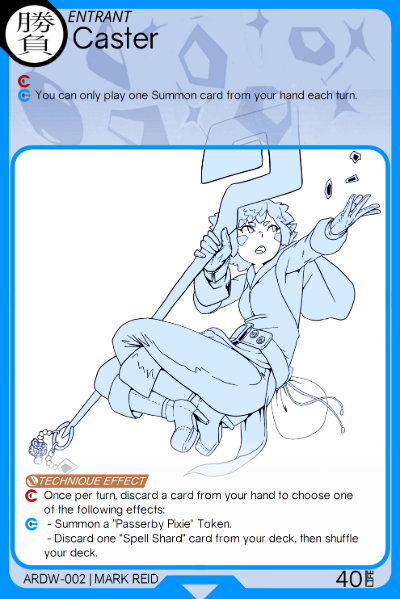 勝負
ENTRANT
Caster
You can only play one Summon card from your hand each turn.
TECHNIQUE EFFECT
Once per turn, discard a card from your hand to choose one
of the following effects:
- Summon a "Passerby Pixie" Token.
- Discard one "Spell Shard" card from your deck, then shuffle
your deck.
ARDW-002 | MARK REID
40